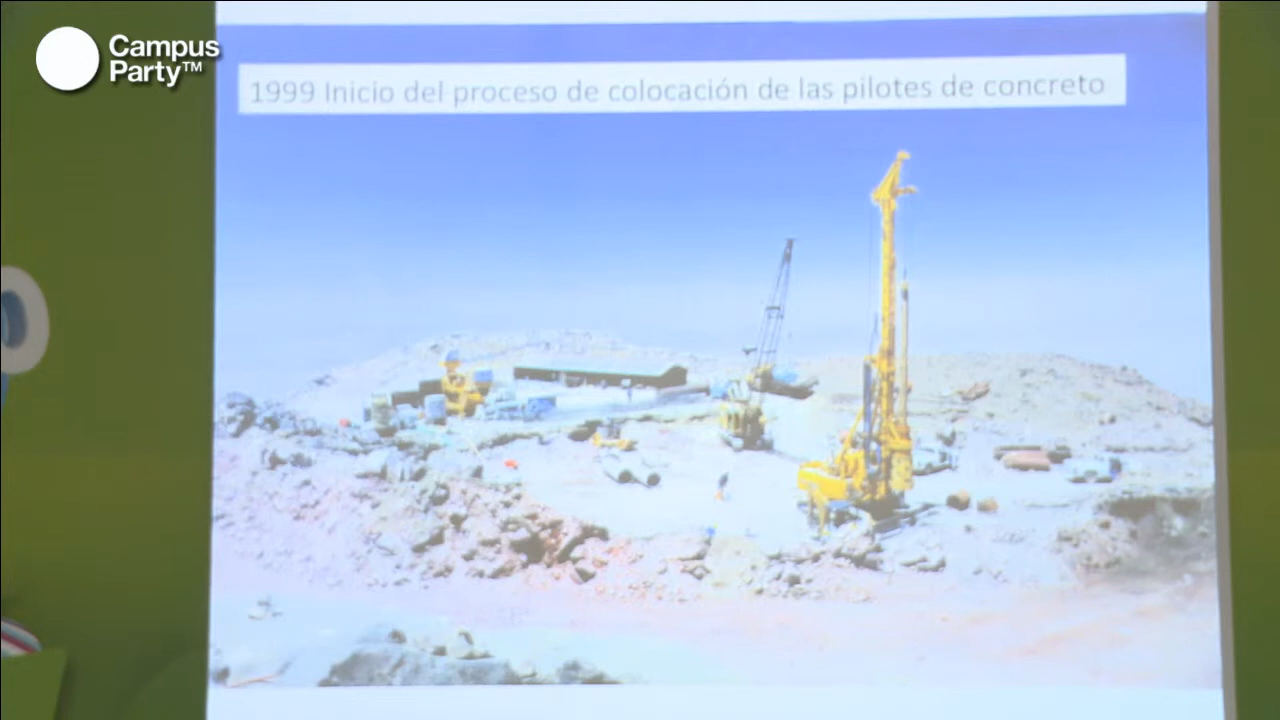 Campus
Party™
1999 Inicio del proceso de colocación de las pilotes de concreto